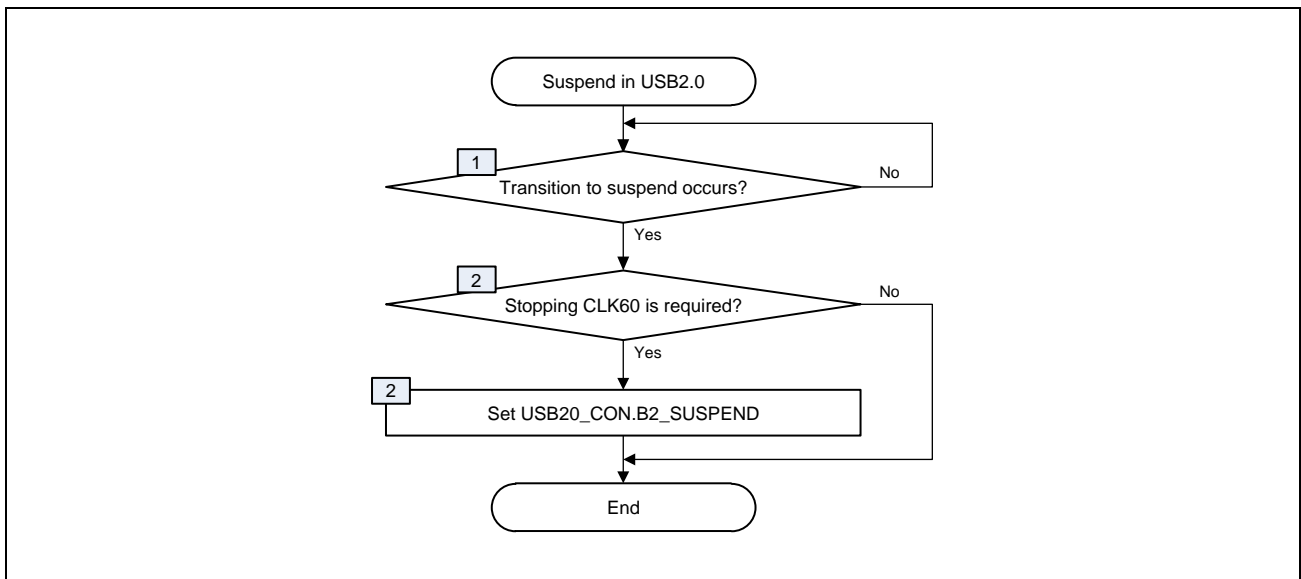 Suspend in USB2.0
1
Transition to suspend occurs?
No
Yes
2
Stopping CLK60 is required?
No
Yes
2
Set USB20_CON.B2_SUSPEND
End